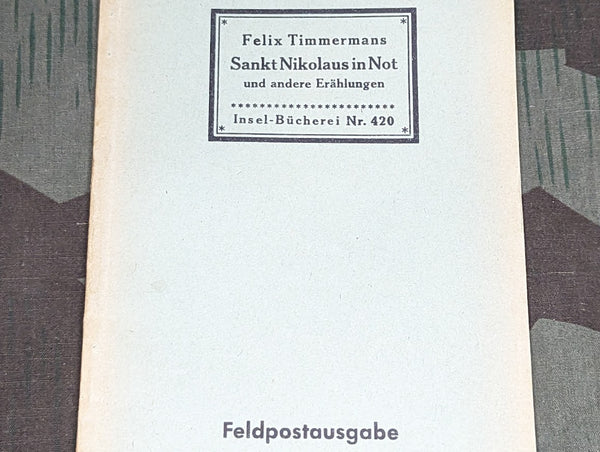 Felix Timmermans
Sankt Nikolaus in Not
und andere Erählungen
***********************
Insel-Bücherei Nr. 420
Feldpostausgabe